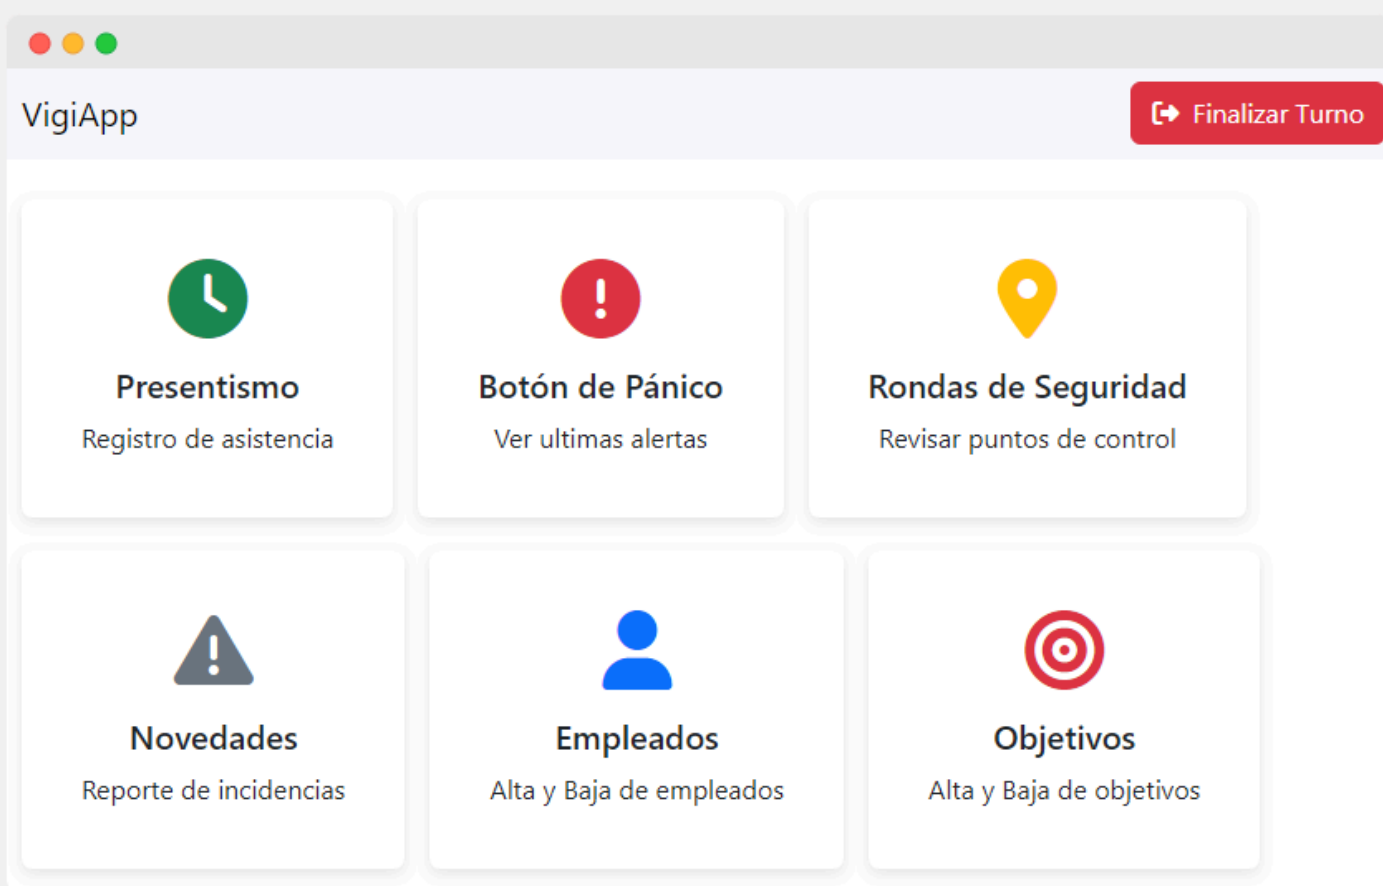 VigiApp
Finalizar Turno
Presentismo
Registro de asistencia
Botón de Pánico
Ver ultimas alertas
Rondas de Seguridad
Revisar puntos de control
Novedades
Reporte de incidencias
Empleados
Alta y Baja de empleados
Objetivos
Alta y Baja de objetivos